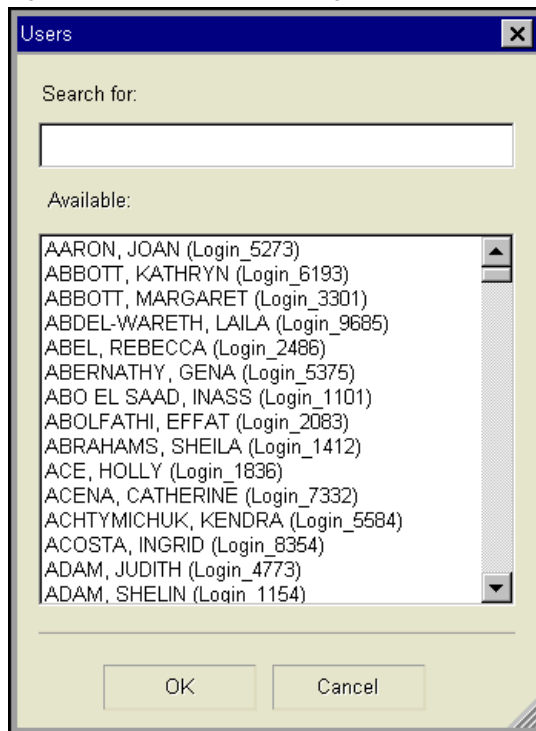 Users
Search for:
Available:
AARON, JOAN (Login_5273)
ABBOTT, KATHRYN (Login_6193)
ABBOTT, MARGARET (Login_3301)
ABDEL-WARETH, LAILA (Login_9685)
ABEL, REBECCA (Login_2486)
ABERNATHY, GENA (Login_5375)
ABO EL SAAD, INASS (Login_1101)
ABOLFATHI, EFFAT (Login_2083)
ABRAHAMS, SHEILA (Login_1412)
ACE, HOLLY (Login_1836)
ACENA, CATHERINE (Login_7332)
ACHTYMICHUK, KENDRA (Login_5584)
ACOSTA, INGRID (Login_8354)
ADAM, JUDITH (Login_4773)
ADAM, SHELIN (Login_1154)
OK Cancel